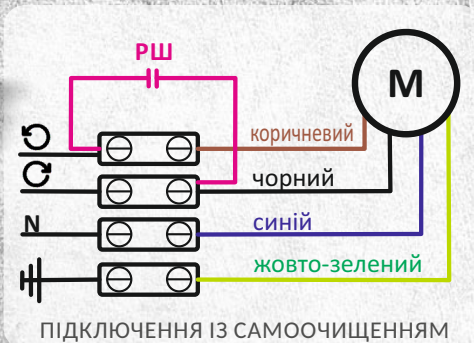 РШ
М
коричневий
чорний
N
синій
жовто-зелений
ПІДКЛЮЧЕННЯ ІЗ САМООЧИЩЕННЯМ